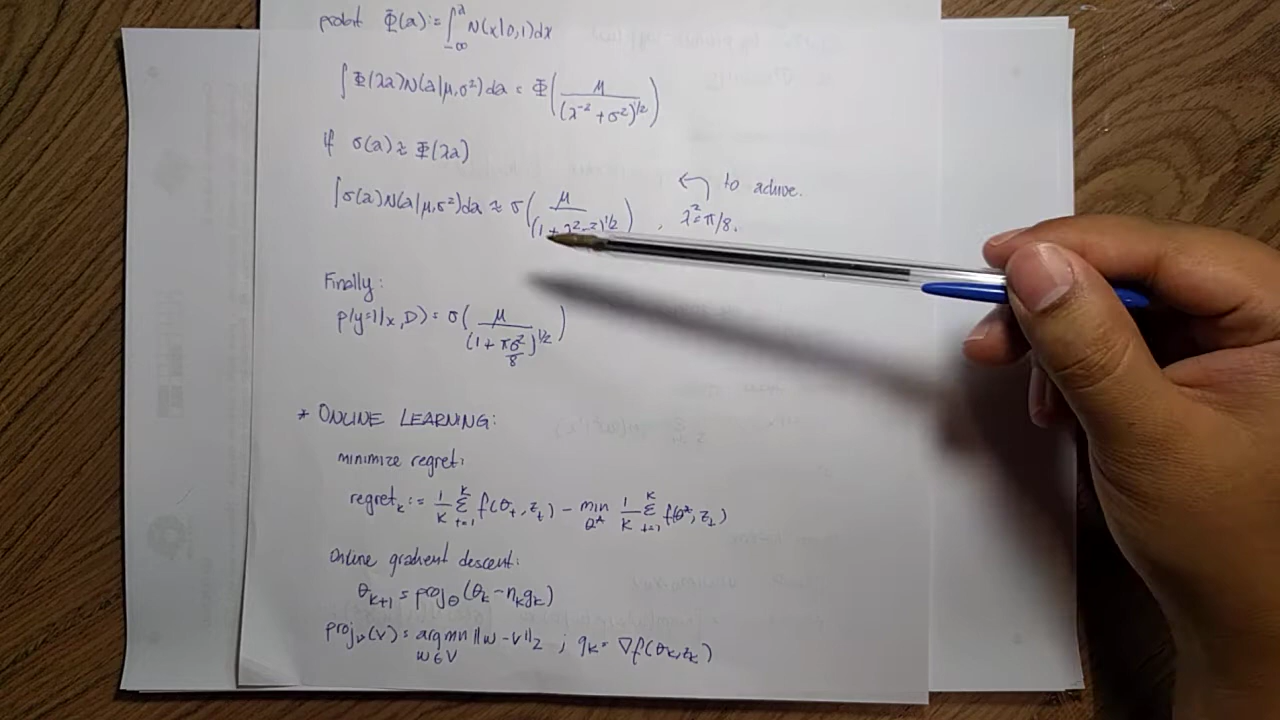 probit Φ(a) := ∫_{-∞}^{a} N(x|0,1)dx
∫Φ(λa)N(a|μ,σ²)da = Φ(μ/(λ⁻² + σ²)^{1/2})
if σ(a) ≈ Φ(λa)
to achive.
∫σ(a)N(a|μ,σ²)da ≈ σ(μ/(1+λ²σ²)^{1/2}), λ²=π/8.
Finally:
p(y=1|x,D) = σ(μ/(1 + πσ²/8)^{1/2})
* ONLINE LEARNING:
minimize regret:
regret_k := 1/K Σ_{t=1}^{K} f(θ_t, z_t) − min_{θ*} 1/K Σ_{t=1}^{K} f(θ*, z_t)
Online gradient descent:
θ_{k+1} = proj_Θ(θ_k − η_k g_k)
proj_V(v) = argmin_{w∈V} ||w − v||_2 ; g_k = ∇f(θ_k, z_k)